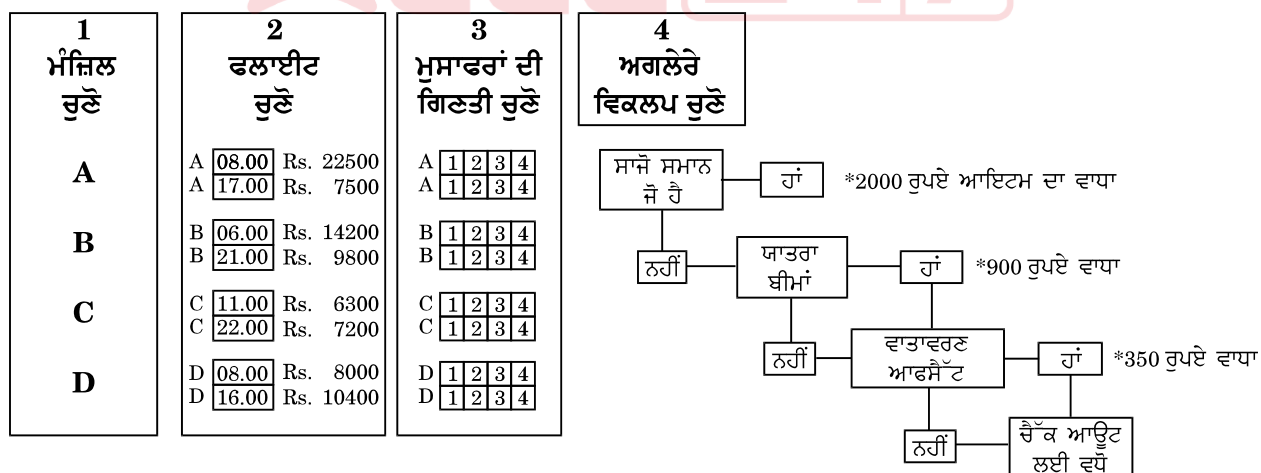 1
ਮੰਜ਼ਿਲ
ਚੁਣੋ
A
B
C
D
2
ਫਲਾਈਟ
ਚੁਣੋ
A 08.00 Rs. 22500
A 17.00 Rs. 7500
B 06.00 Rs. 14200
B 21.00 Rs. 9800
C 11.00 Rs. 6300
C 22.00 Rs. 7200
D 08.00 Rs. 8000
D 16.00 Rs. 10400
3
ਮੁਸਾਫਰਾਂ ਦੀ
ਗਿਣਤੀ ਚੁਣੋ
A 1 2 3 4
A 1 2 3 4
B 1 2 3 4
B 1 2 3 4
C 1 2 3 4
C 1 2 3 4
D 1 2 3 4
D 1 2 3 4
4
ਅਗਲੇਰੇ
ਵਿਕਲਪ ਚੁਣੋ
ਸਾਜੋ ਸਮਾਨ
ਜੋ ਹੈ
ਹਾਂ *2000 ਰੁਪਏ ਆਇਟਮ ਦਾ ਵਾਧਾ
ਨਹੀਂ
ਯਾਤਰਾ
ਬੀਮਾਂ
ਹਾਂ *900 ਰੁਪਏ ਵਾਧਾ
ਨਹੀਂ
ਵਾਤਾਵਰਣ
ਆਫਸੈੱਟ
ਹਾਂ *350 ਰੁਪਏ ਵਾਧਾ
ਨਹੀਂ
ਚੈੱਕ ਆਊਟ
ਲਈ ਵਧੋ